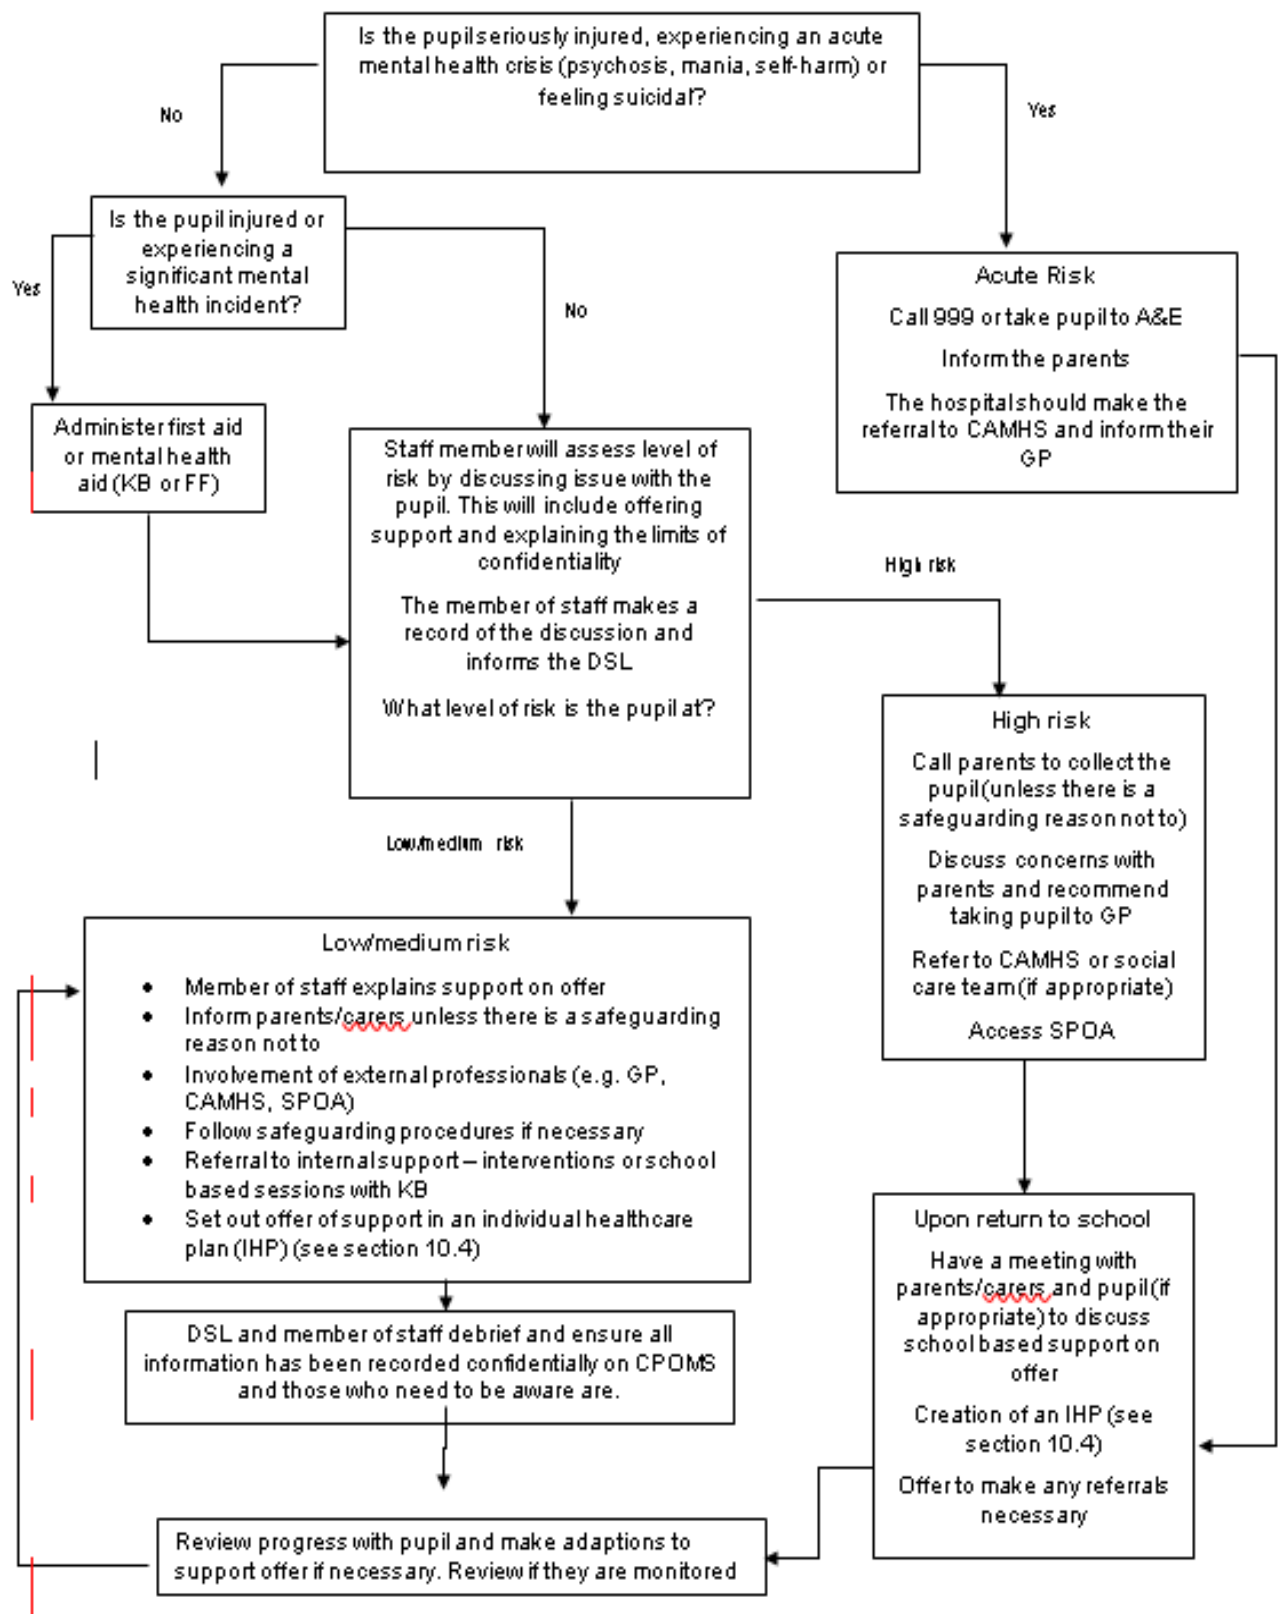 Is the pupil seriously injured, experiencing an acute
mental health crisis (psychosis, mania, self-harm) or
feeling suicidal?
No
Yes
Is the pupil injured or
experiencing a
significant mental
health incident?
Yes
No
Acute Risk
Call 999 or take pupil to A&E
Inform the parents
The hospital should make the
referral to CAMHS and inform their
GP
Administer first aid
or mental health
aid (KB or FF)
Staff member will assess level of
risk by discussing issue with the
pupil. This will include offering
support and explaining the limits of
confidentiality
The member of staff makes a
record of the discussion and
informs the DSL
What level of risk is the pupil at?
High risk
High risk
Call parents to collect the
pupil (unless there is a
safeguarding reason not to)
Discuss concerns with
parents and recommend
taking pupil to GP
Refer to CAMHS or social
care team (if appropriate)
Access SPOA
Low/medium risk
Low/medium risk
• Member of staff explains support on offer
• Inform parents/carers unless there is a safeguarding
reason not to
• Involvement of external professionals (e.g. GP,
CAMHS, SPOA)
• Follow safeguarding procedures if necessary
• Referral to internal support – interventions or school
based sessions with KB
• Set out offer of support in an individual healthcare
plan (IHP) (see section 10.4)
Upon return to school
Have a meeting with
parents/carers and pupil (if
appropriate) to discuss
school based support on
offer
Creation of an IHP (see
section 10.4)
Offer to make any referrals
necessary
DSL and member of staff debrief and ensure all
information has been recorded confidentially on CPOMS
and those who need to be aware are.
Review progress with pupil and make adaptions to
support offer if necessary. Review if they are monitored